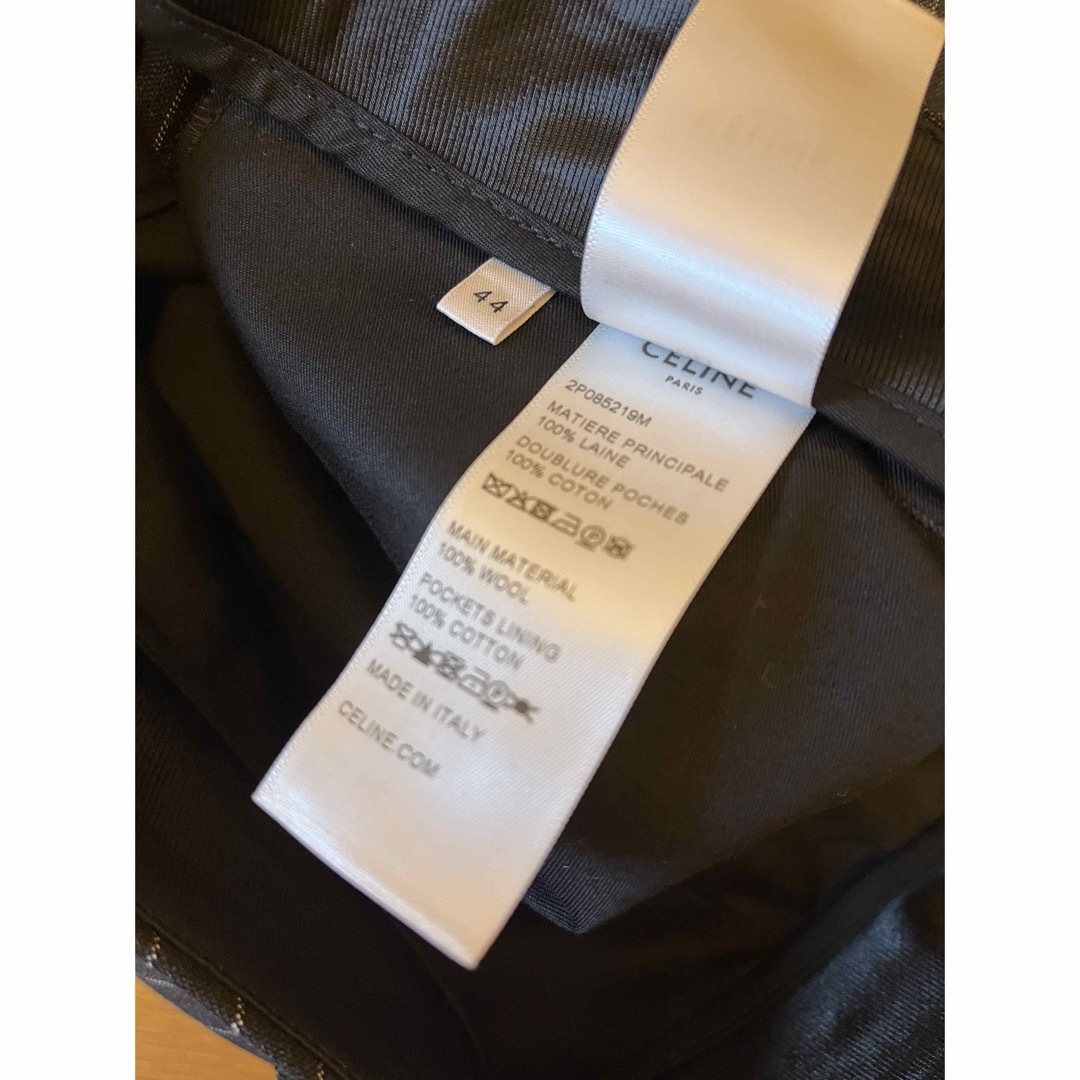 44
CELINE
PARIS
2P085219M
MATIERE PRINCIPALE
100% LAINE
DOUBLURE POCHES
100% COTON
MAIN MATERIAL
100% WOOL
POCKETS LINING
100% COTTON
MADE IN ITALY
CELINE.COM